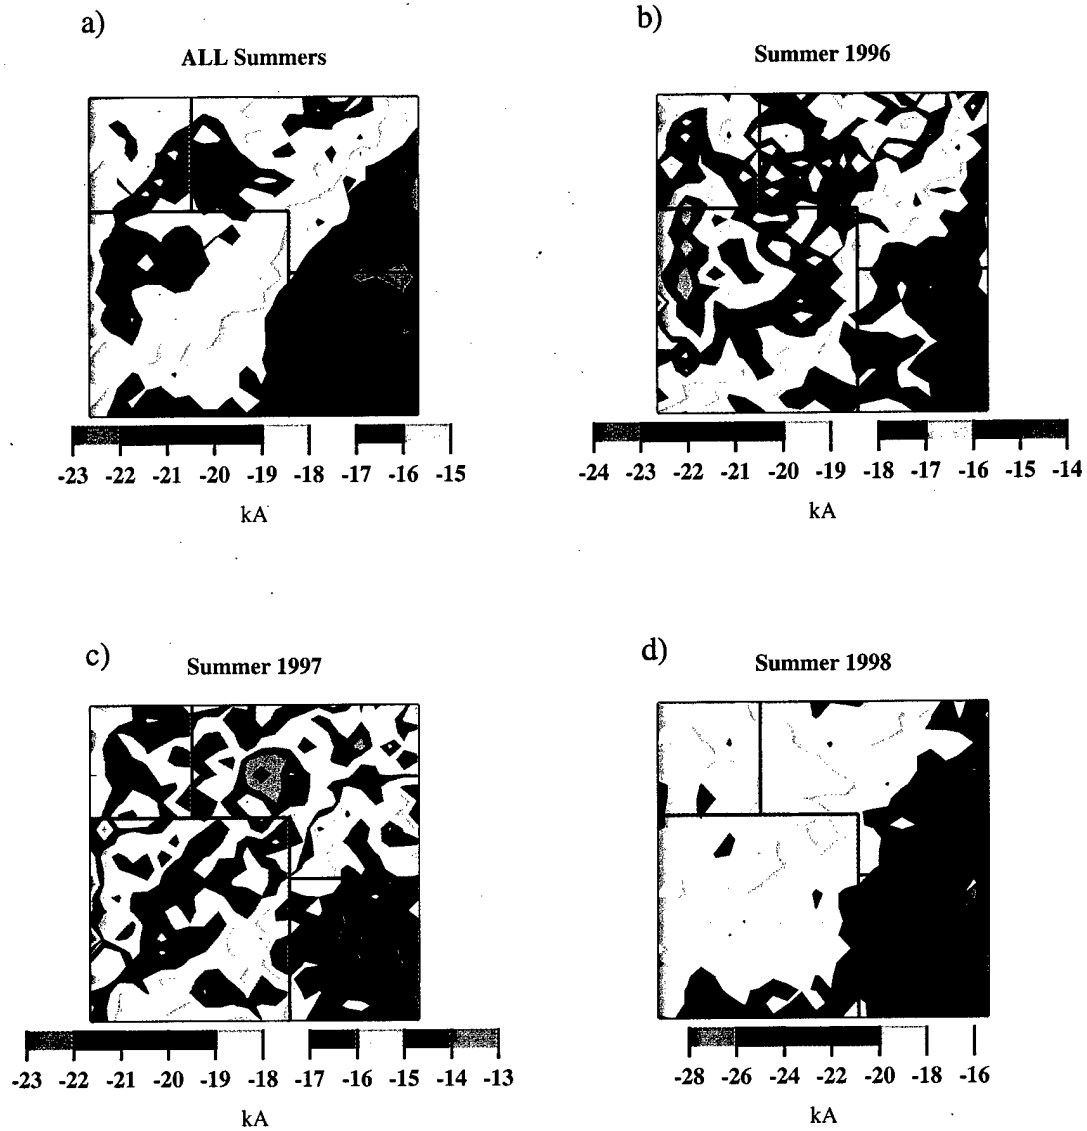 a)
ALL Summers
-23 -22 -21 -20 -19 -18 -17 -16 -15
kA
b)
Summer 1996
-24 -23 -22 -21 -20 -19 -18 -17 -16 -15 -14
kA
c)
Summer 1997
-23 -22 -21 -20 -19 -18 -17 -16 -15 -14 -13
kA
d)
Summer 1998
-28 -26 -24 -22 -20 -18 -16
kA